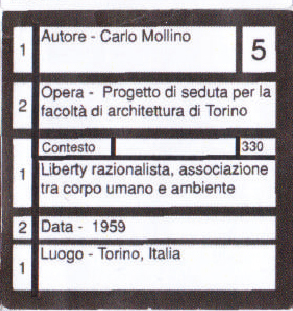 1 Autore - Carlo Mollino 5
2 Opera - Progetto di seduta per la
facoltà di architettura di Torino
Contesto 330
1 Liberty razionalista, associazione
tra corpo umano e ambiente
2 Data - 1959
1 Luogo - Torino, Italia